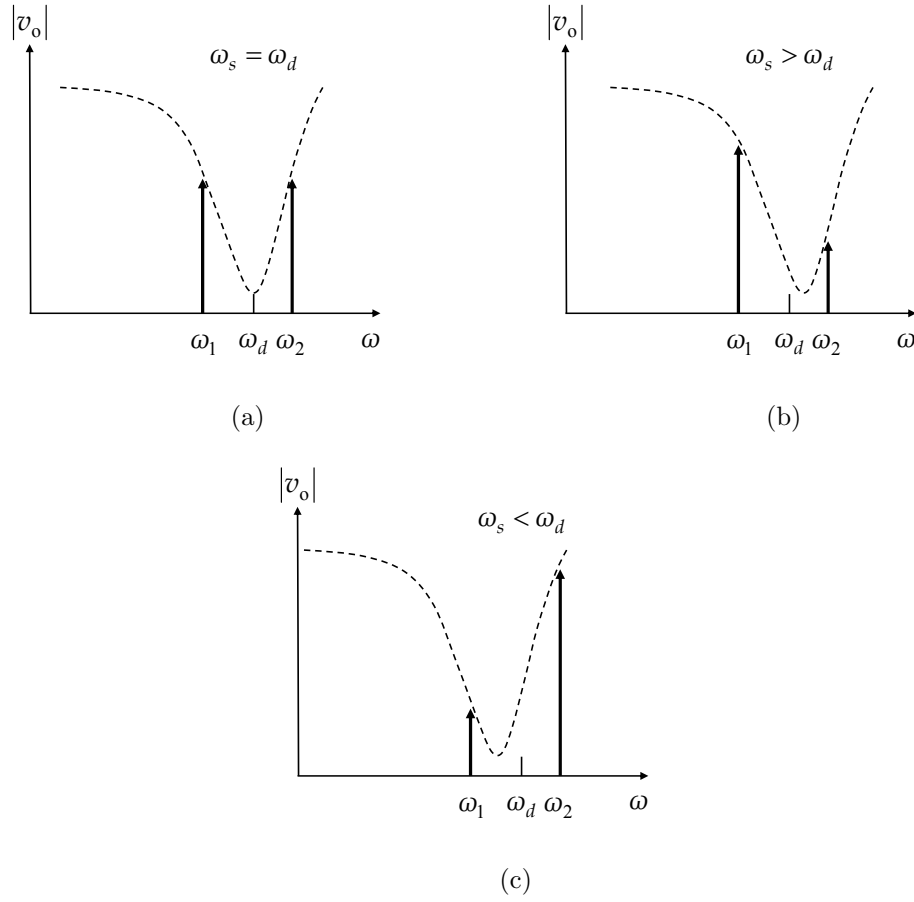 |v_o|
ω_s = ω_d
ω_1 ω_d ω_2 ω
(a)
|v_o|
ω_s > ω_d
ω_1 ω_d ω_2 ω
(b)
|v_o|
ω_s < ω_d
ω_1 ω_d ω_2 ω
(c)